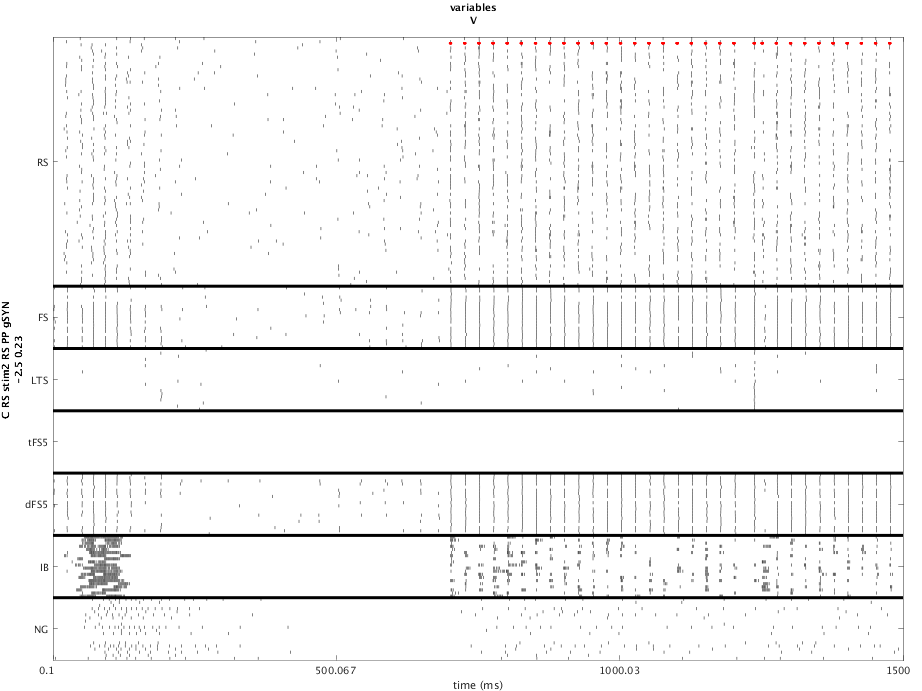 variables
V
C RS stim2 RS PP gSYN
-2.5 0.23
RS
FS
LTS
tFS5
dFS5
IB
NG
0.1
500.067
1000.03
1500
time (ms)